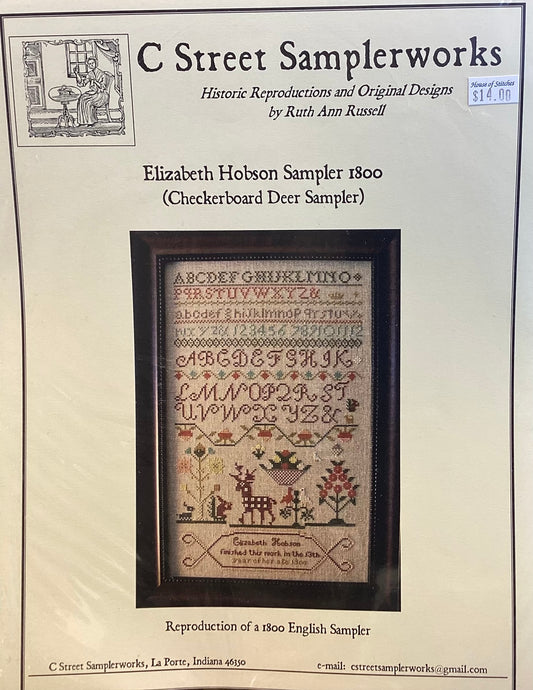 C Street Samplerworks
Historic Reproductions and Original Designs
by Ruth Ann Russell
House of Stitches
$14.00
Elizabeth Hobson Sampler 1800
(Checkerboard Deer Sampler)
ABCDEFGHIJKLMNO
PQRSTUVWXYZ&
abcdefghijklmnopqrstuv
wxyz&123456789101112
ABCDEFGHIK
LMNOPQRST
UVWXYZ&
Elizabeth Hobson
finished this work in the 13th
year of her age 1800
Reproduction of a 1800 English Sampler
C Street Samplerworks, La Porte, Indiana 46350
e-mail: cstreetsamplerworks@gmail.com